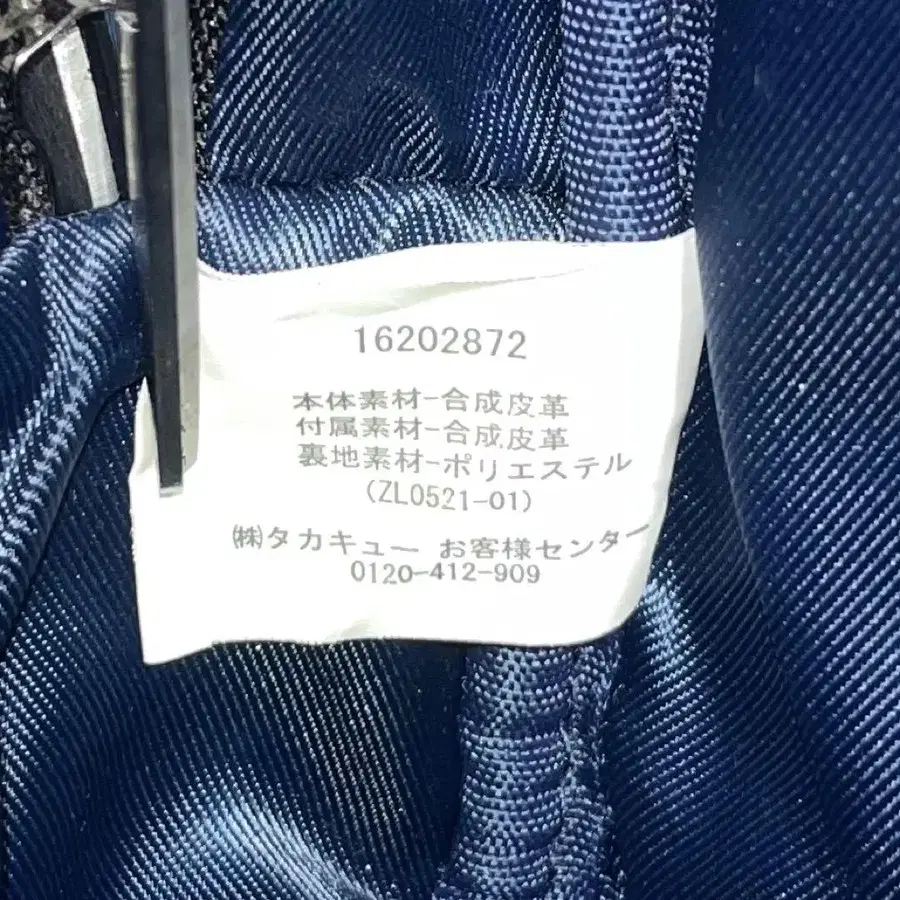 16202872
本体素材-合成皮革
付属素材-合成皮革
裏地素材-ポリエステル
(ZL0521-01)
㈱タカキュー お客様センター
0120-412-909